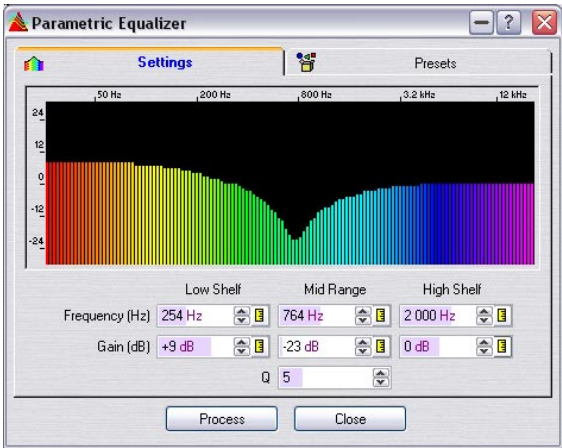 Parametric Equalizer
Settings Presets
50 Hz 200 Hz 800 Hz 3.2 kHz 12 kHz
24
12
0
-12
-24
Low Shelf Mid Range High Shelf
Frequency (Hz) 254 Hz 764 Hz 2 000 Hz
Gain (dB) +9 dB -23 dB 0 dB
Q 5
Process Close